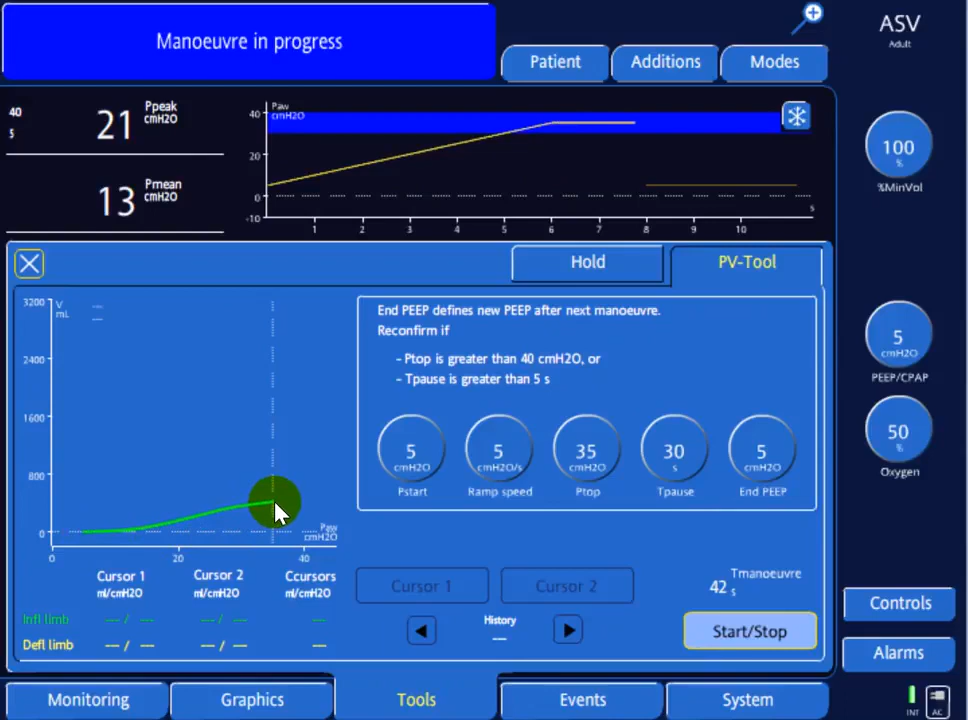 Manoeuvre in progress
Patient
Additions
Modes
ASV
Adult
40
s
21
Ppeak
cmH2O
13
Pmean
cmH2O
Paw
cmH2O
40
20
0
-10
1 2 3 4 5 6 7 8 9 10
s
100
%
%MinVol
5
cmH2O
PEEP/CPAP
50
%
Oxygen
Hold
PV-Tool
3200
V
mL
---
---
2400
1600
800
0
Paw
cmH2O
0 20 40
End PEEP defines new PEEP after next manoeuvre.
Reconfirm if
- Ptop is greater than 40 cmH2O, or
- Tpause is greater than 5 s
5 5 35 30 5
cmH2O cmH2O/s cmH2O s cmH2O
Pstart Ramp speed Ptop Tpause End PEEP
Cursor 1 Cursor 2 Ccursors
ml/cmH2O ml/cmH2O ml/cmH2O
Infl limb --- / --- --- / --- ---
Defl limb --- / --- --- / --- ---
Cursor 1
Cursor 2
History
---
42 s
Tmanoeuvre
Start/Stop
Controls
Alarms
Monitoring
Graphics
Tools
Events
System
INT
AC